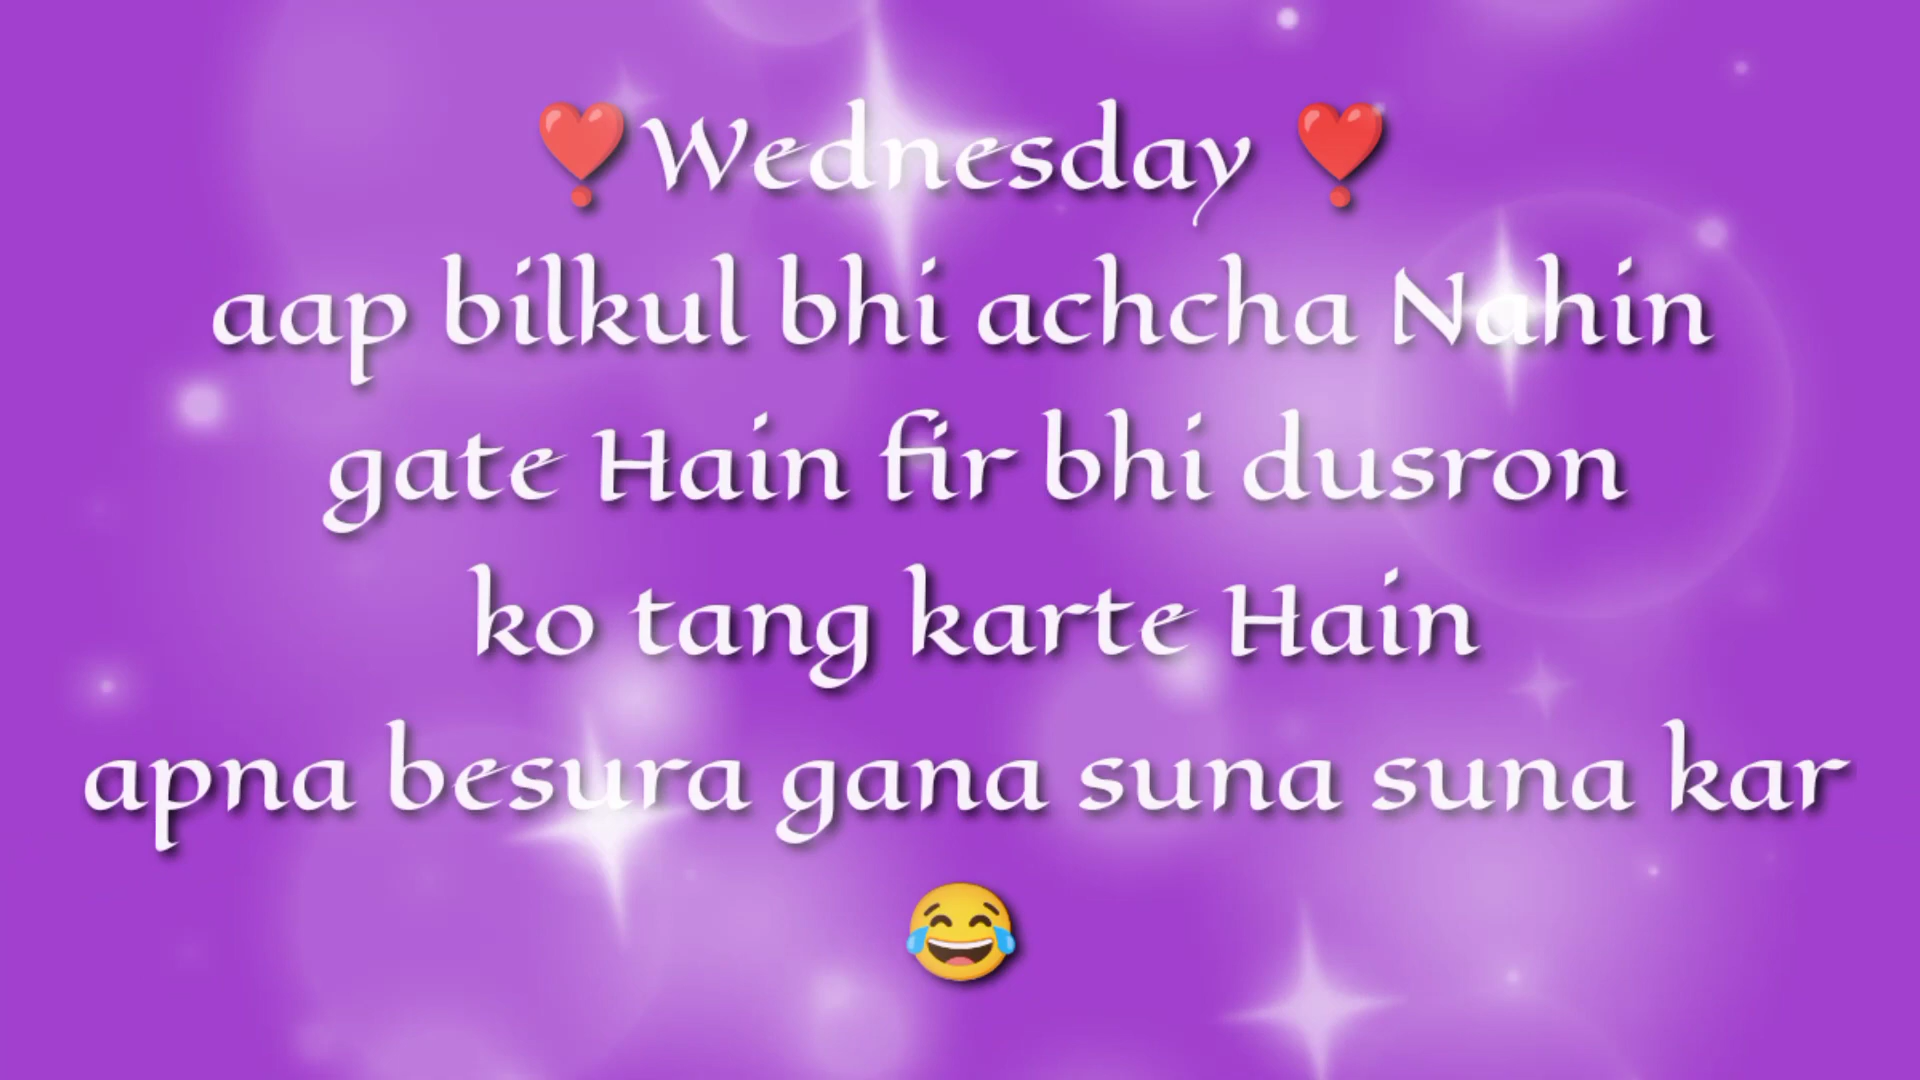 ❣️Wednesday ❣️
aap bilkul bhi achcha Nahin
gate Hain fir bhi dusron
ko tang karte Hain
apna besura gana suna suna kar
😂